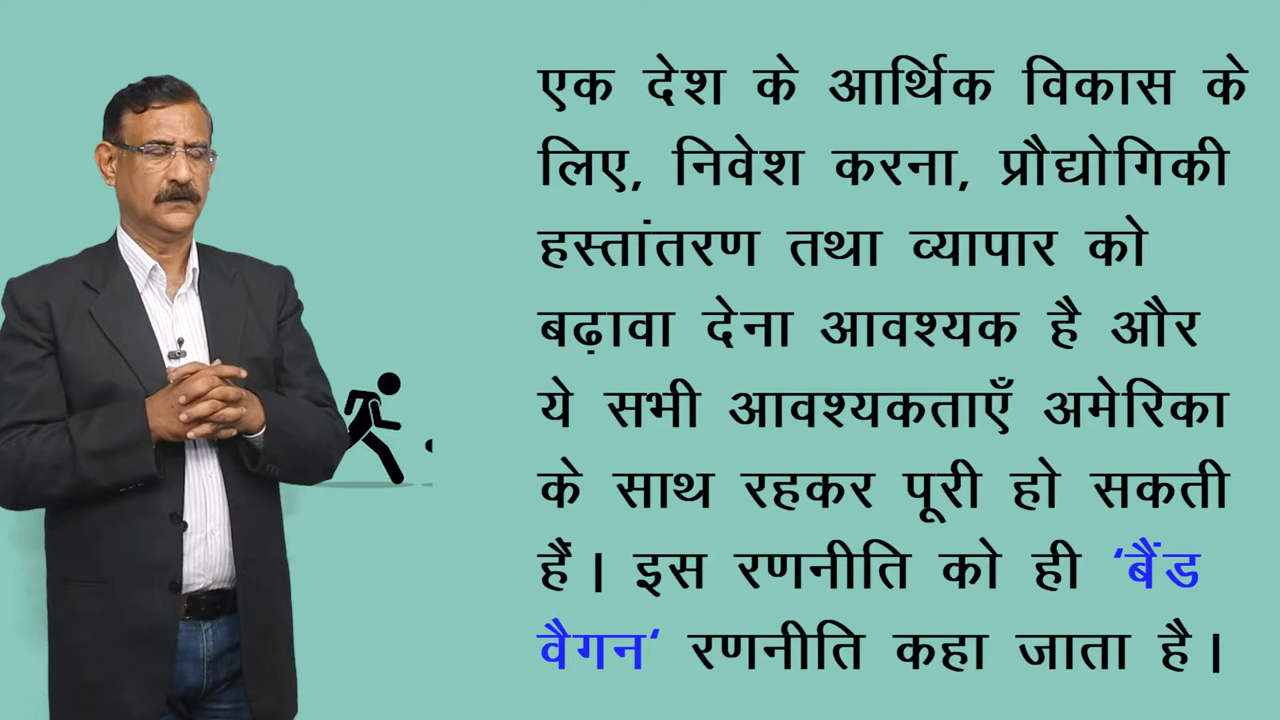 एक देश के आर्थिक विकास के
लिए, निवेश करना, प्रौद्योगिकी
हस्तांतरण तथा व्यापार को
बढ़ावा देना आवश्यक है और
ये सभी आवश्यकताएँ अमेरिका
के साथ रहकर पूरी हो सकती
हैं। इस रणनीति को ही ‘बैंड
वैगन‘ रणनीति कहा जाता है।